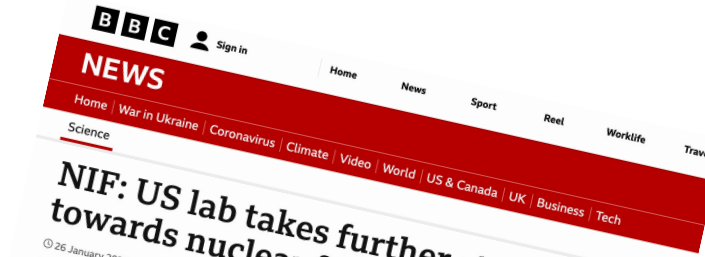 BBC Sign in Home News Sport Reel Worklife
NEWS
Home War in Ukraine Coronavirus Climate Video World US & Canada UK Business Tech
Science
NIF: US lab takes further
towards nuclear
26 January